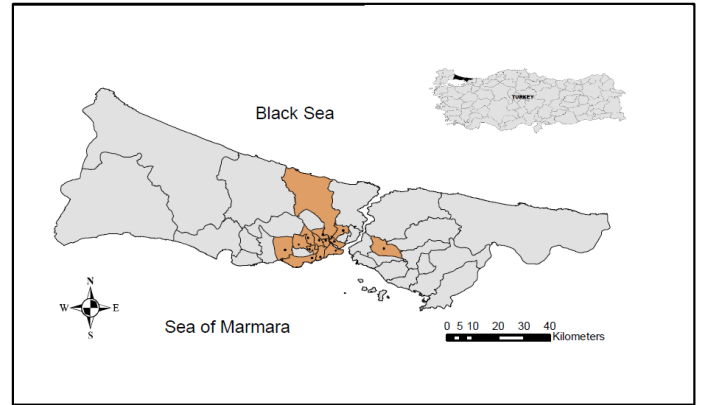 Black Sea
TURKEY
N
W E
S
Sea of Marmara
0 5 10 20 30 40
Kilometers